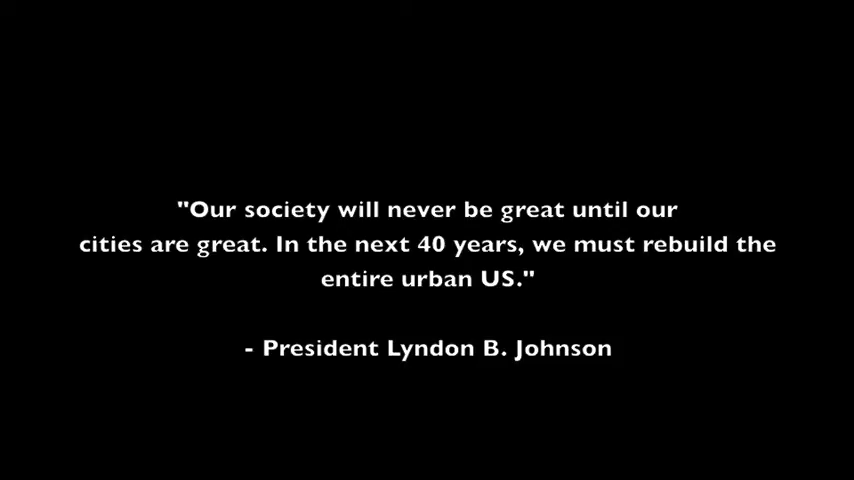 "Our society will never be great until our
cities are great. In the next 40 years, we must rebuild the
entire urban US."
- President Lyndon B. Johnson